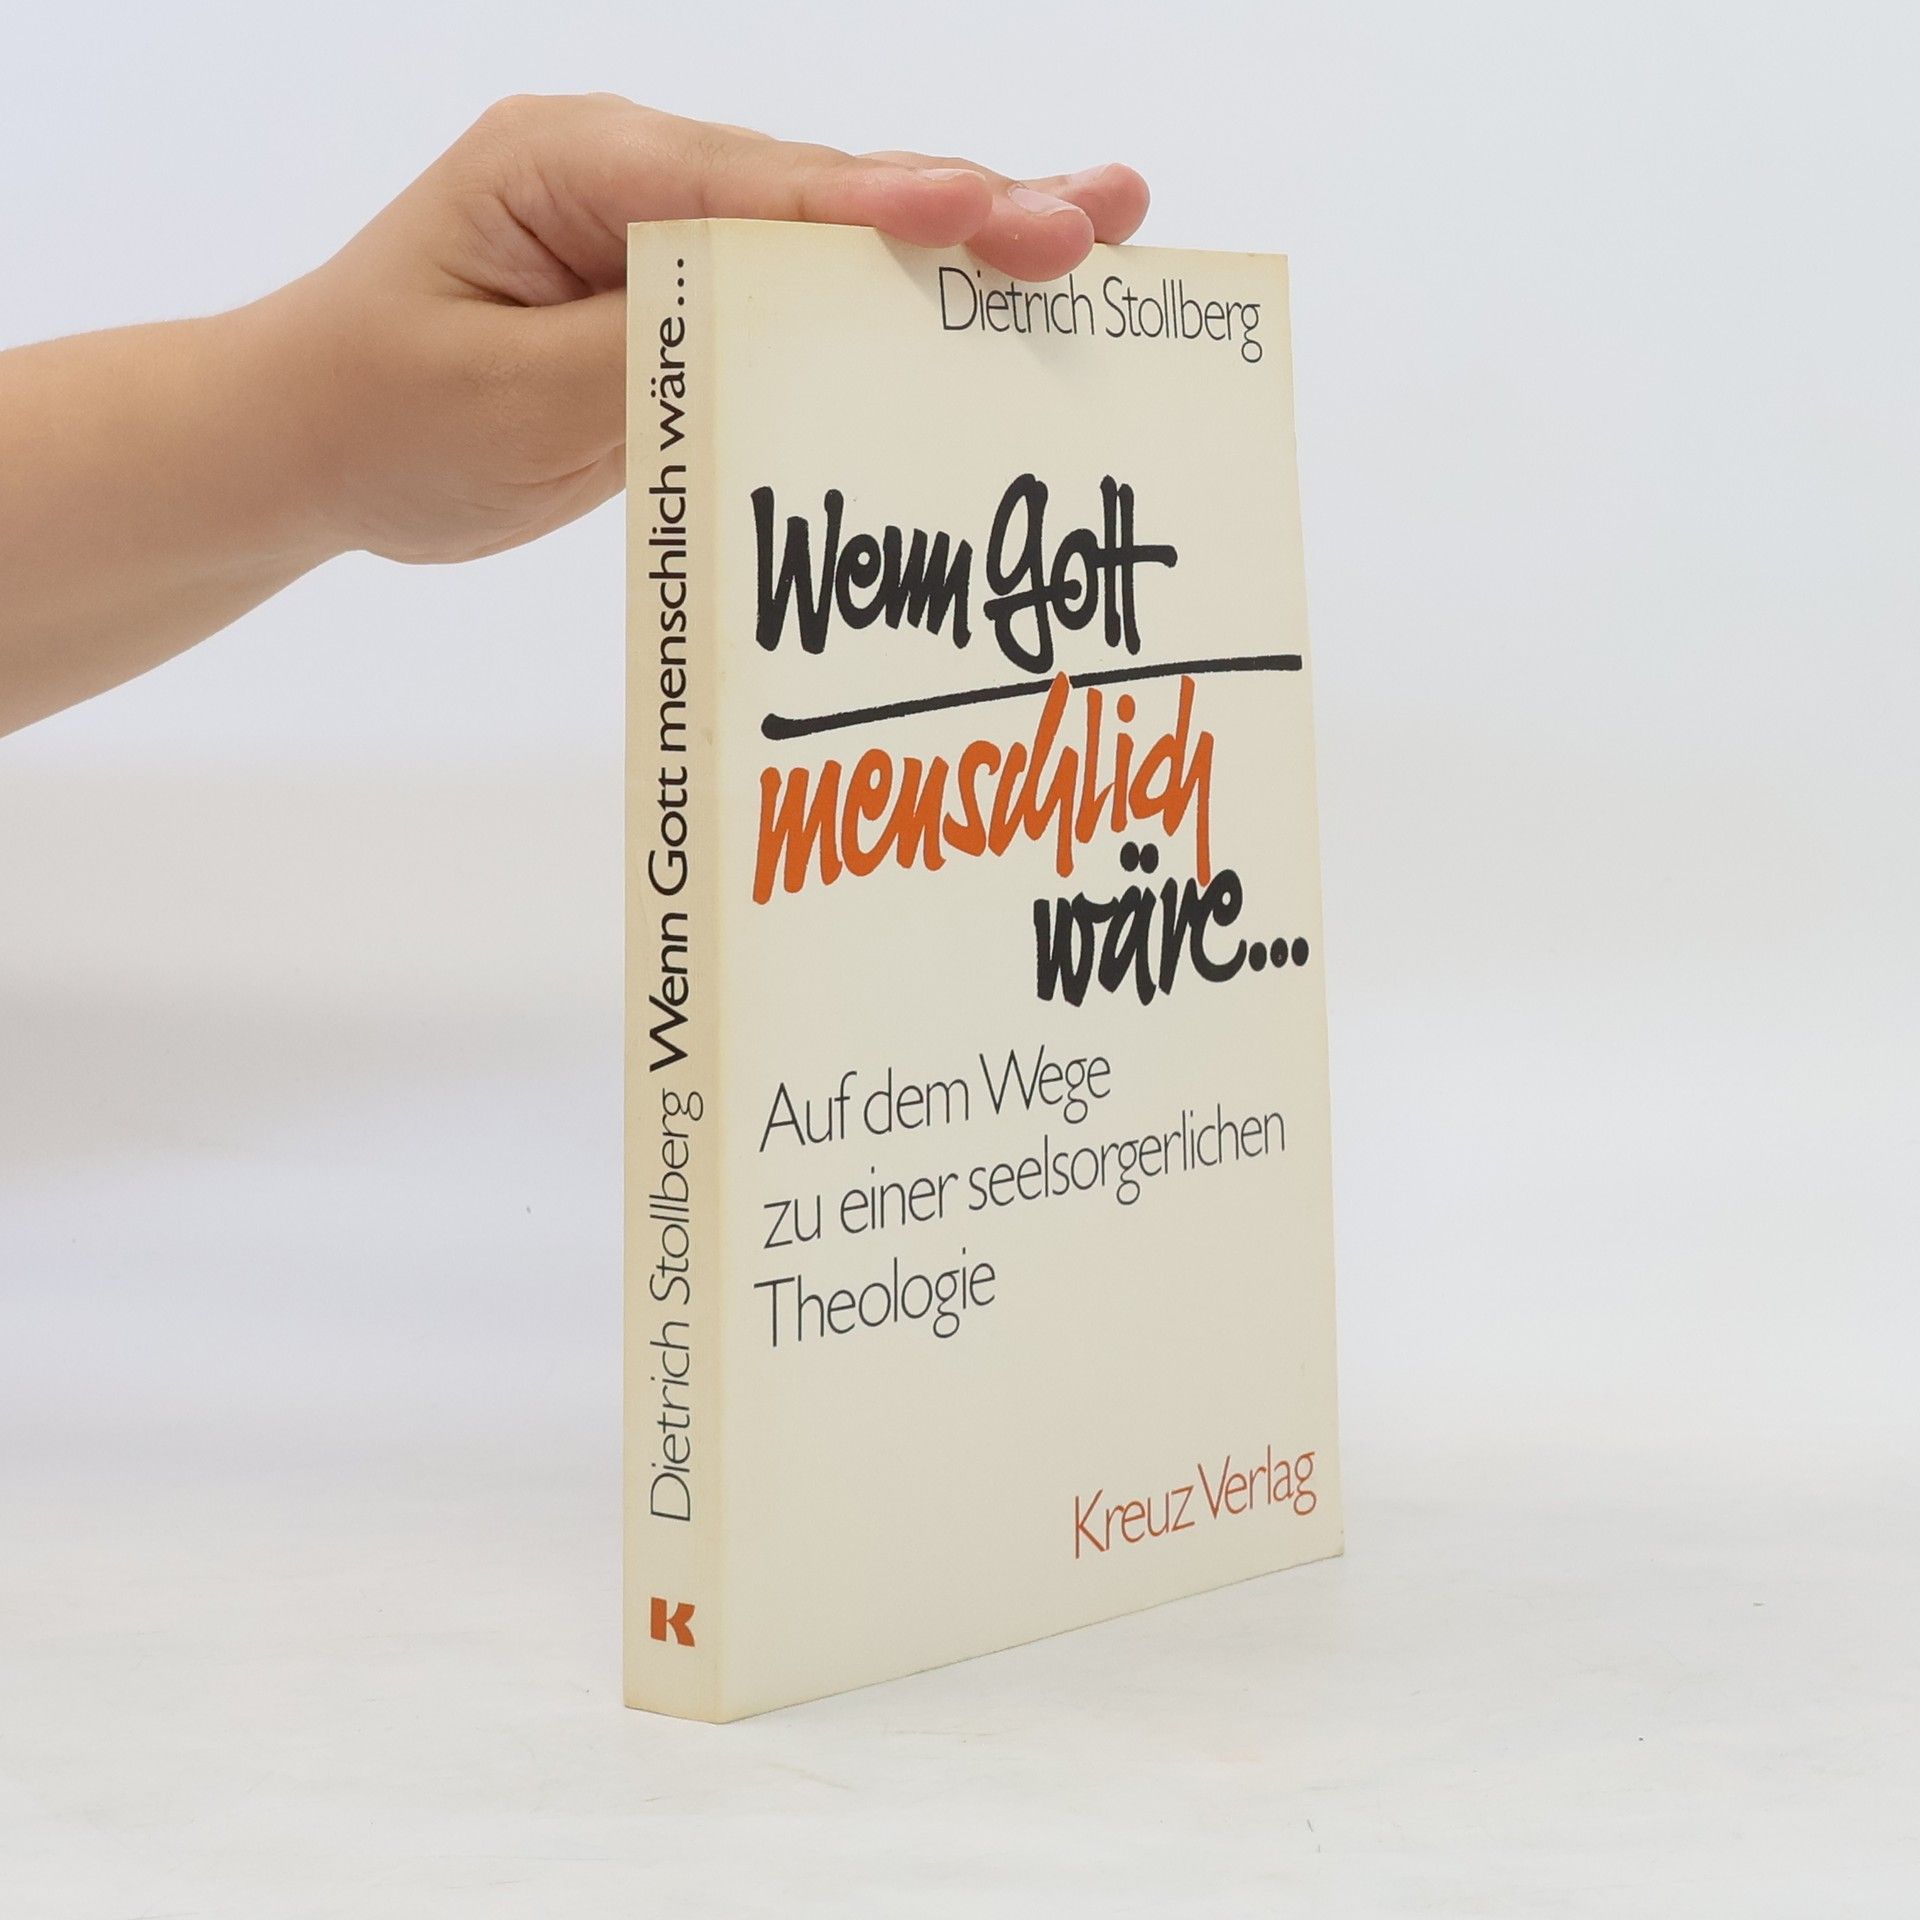 Dietrich Stollberg Wenn Gott menschlich wäre...
K
Dietrich Stollberg
Wenn Gott
menschlich
wäre...
Auf dem Wege
zu einer seelsorgerlichen
Theologie
Kreuz Verlag